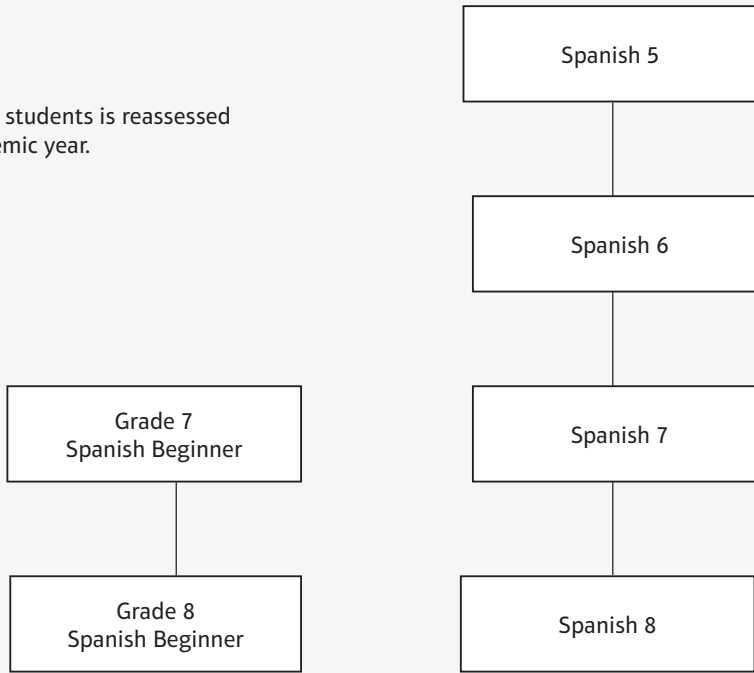 Spanish 5
students is reassessed
emic year.
Spanish 6
Grade 7
Spanish Beginner
Spanish 7
Grade 8
Spanish Beginner
Spanish 8